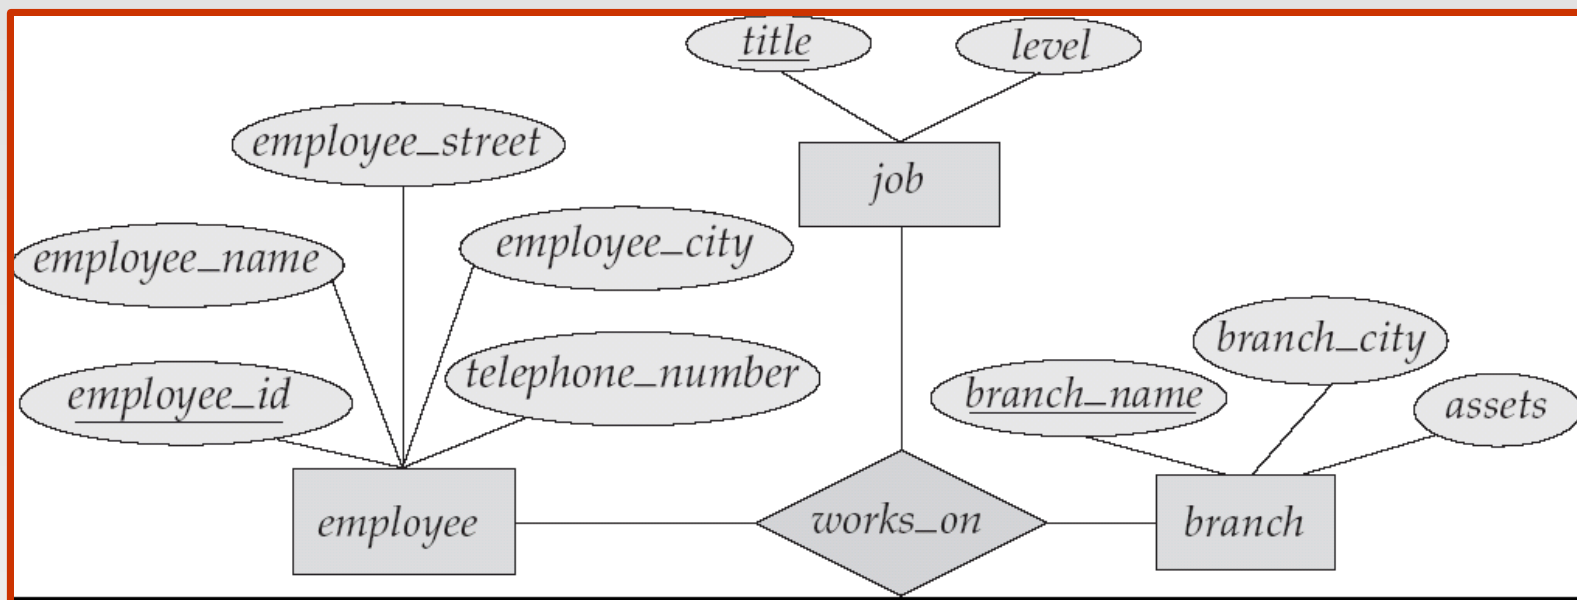 title
level
employee_street
job
employee_name
employee_city
branch_city
employee_id
telephone_number
branch_name
assets
employee
works_on
branch